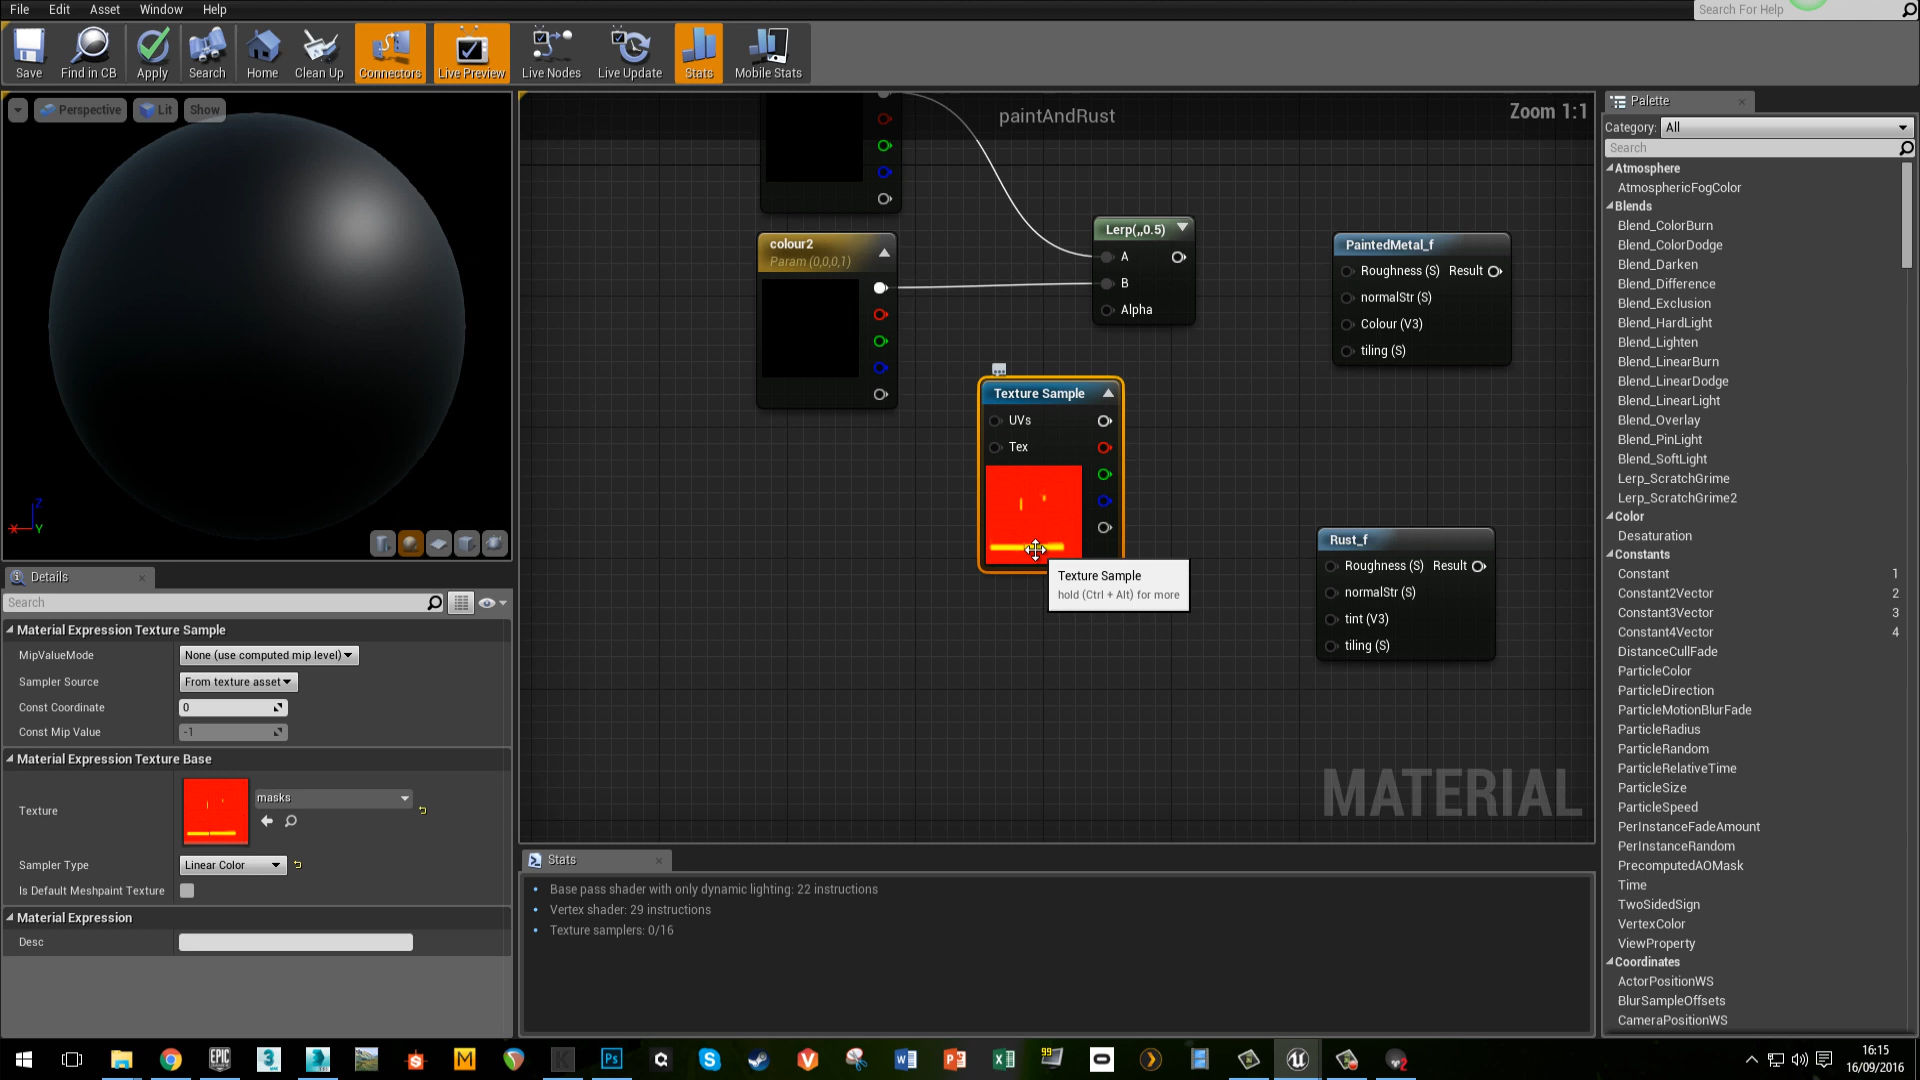 File Edit Asset Window Help
Search For Help
Save Find in CB Apply Search Home Clean Up Connectors Live Preview Live Nodes Live Update Stats Mobile Stats
Perspective Lit Show
X Z Y
paintAndRust
Zoom 1:1
colour2
Param (0,0,0,1)
Lerp(,,0.5)
A
B
Alpha
PaintedMetal_f
Roughness (S) Result
normalStr (S)
Colour (V3)
tiling (S)
Texture Sample
UVs
Tex
Texture Sample
hold (Ctrl + Alt) for more
Rust_f
Roughness (S) Result
normalStr (S)
tint (V3)
tiling (S)
MATERIAL
Details
Search
Material Expression Texture Sample
MipValueMode None (use computed mip level)
Sampler Source From texture asset
Const Coordinate 0
Const Mip Value -1
Material Expression Texture Base
Texture masks
Sampler Type Linear Color
Is Default Meshpaint Texture
Material Expression
Desc
Stats
Base pass shader with only dynamic lighting: 22 instructions
Vertex shader: 29 instructions
Texture samplers: 0/16
Palette
Category: All
Search
Atmosphere
AtmosphericFogColor
Blends
Blend_ColorBurn
Blend_ColorDodge
Blend_Darken
Blend_Difference
Blend_Exclusion
Blend_HardLight
Blend_Lighten
Blend_LinearBurn
Blend_LinearDodge
Blend_LinearLight
Blend_Overlay
Blend_PinLight
Blend_SoftLight
Lerp_ScratchGrime
Lerp_ScratchGrime2
Color
Desaturation
Constants
Constant 1
Constant2Vector 2
Constant3Vector 3
Constant4Vector 4
DistanceCullFade
ParticleColor
ParticleDirection
ParticleMotionBlurFade
ParticleRadius
ParticleRandom
ParticleRelativeTime
ParticleSize
ParticleSpeed
PerInstanceFadeAmount
PerInstanceRandom
PrecomputedAOMask
Time
TwoSidedSign
VertexColor
ViewProperty
Coordinates
ActorPositionWS
BlurSampleOffsets
CameraPositionWS
EPIC
Ps
99
16:15
16/09/2016